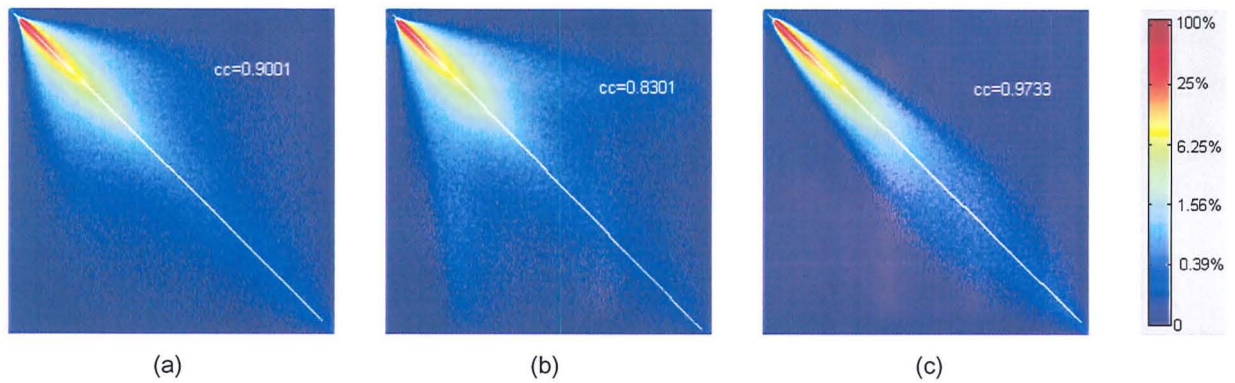 cc=0.9001
cc=0.8301
cc=0.9733
100%
25%
6.25%
1.56%
0.39%
0
(a)
(b)
(c)